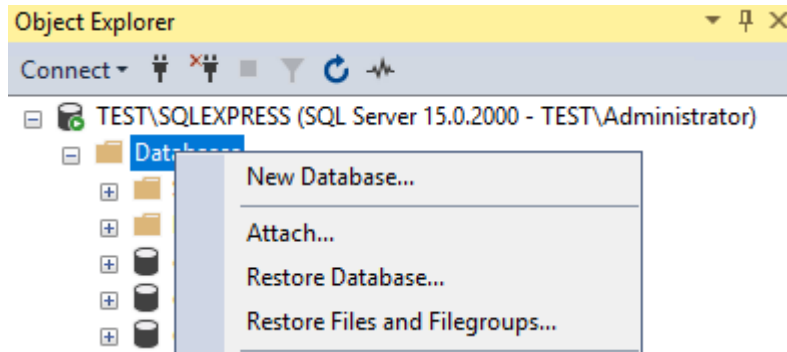 Object Explorer
Connect
TEST\SQLEXPRESS (SQL Server 15.0.2000 - TEST\Administrator)
Databases
New Database...
Attach...
Restore Database...
Restore Files and Filegroups...